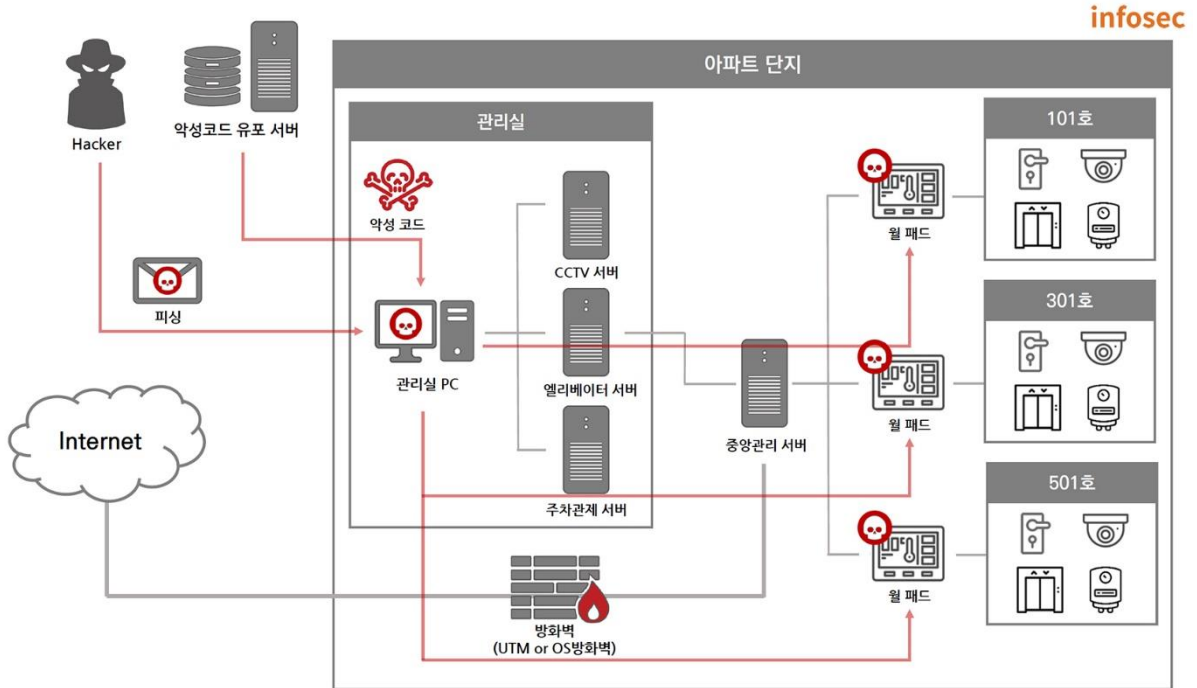 infosec
아파트 단지
Hacker
악성코드 유포 서버
관리실
101호
악성 코드
CCTV 서버
월 패드
피싱
301호
관리실 PC
엘리베이터 서버
월 패드
Internet
중앙관리 서버
501호
주차관제 서버
월 패드
방화벽
(UTM or OS방화벽)